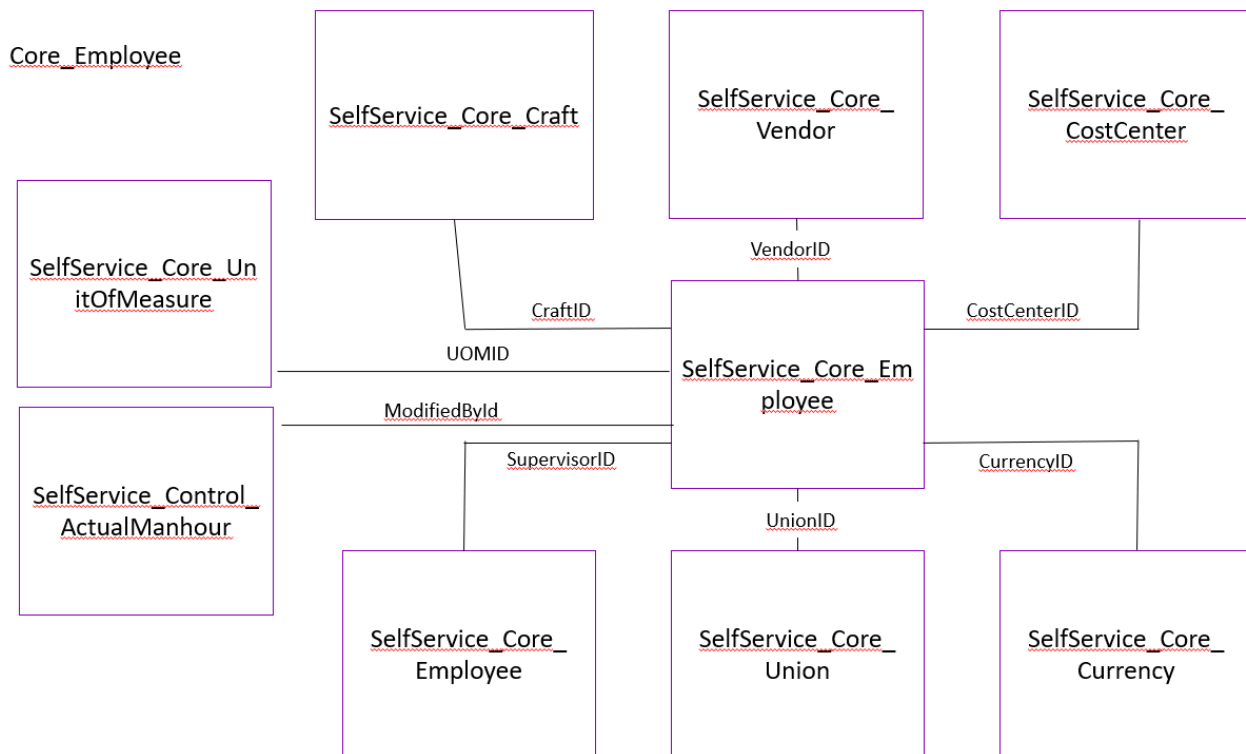 Core_Employee
SelfService_Core_Craft
SelfService_Core_
Vendor
SelfService_Core_
CostCenter
SelfService_Core_Un
itOfMeasure
VendorID
CraftID
CostCenterID
UOMID
SelfService_Core_Em
ployee
ModifiedById
SupervisorID
CurrencyID
SelfService_Control_
ActualManhour
UnionID
SelfService_Core_
Employee
SelfService_Core_
Union
SelfService_Core_
Currency